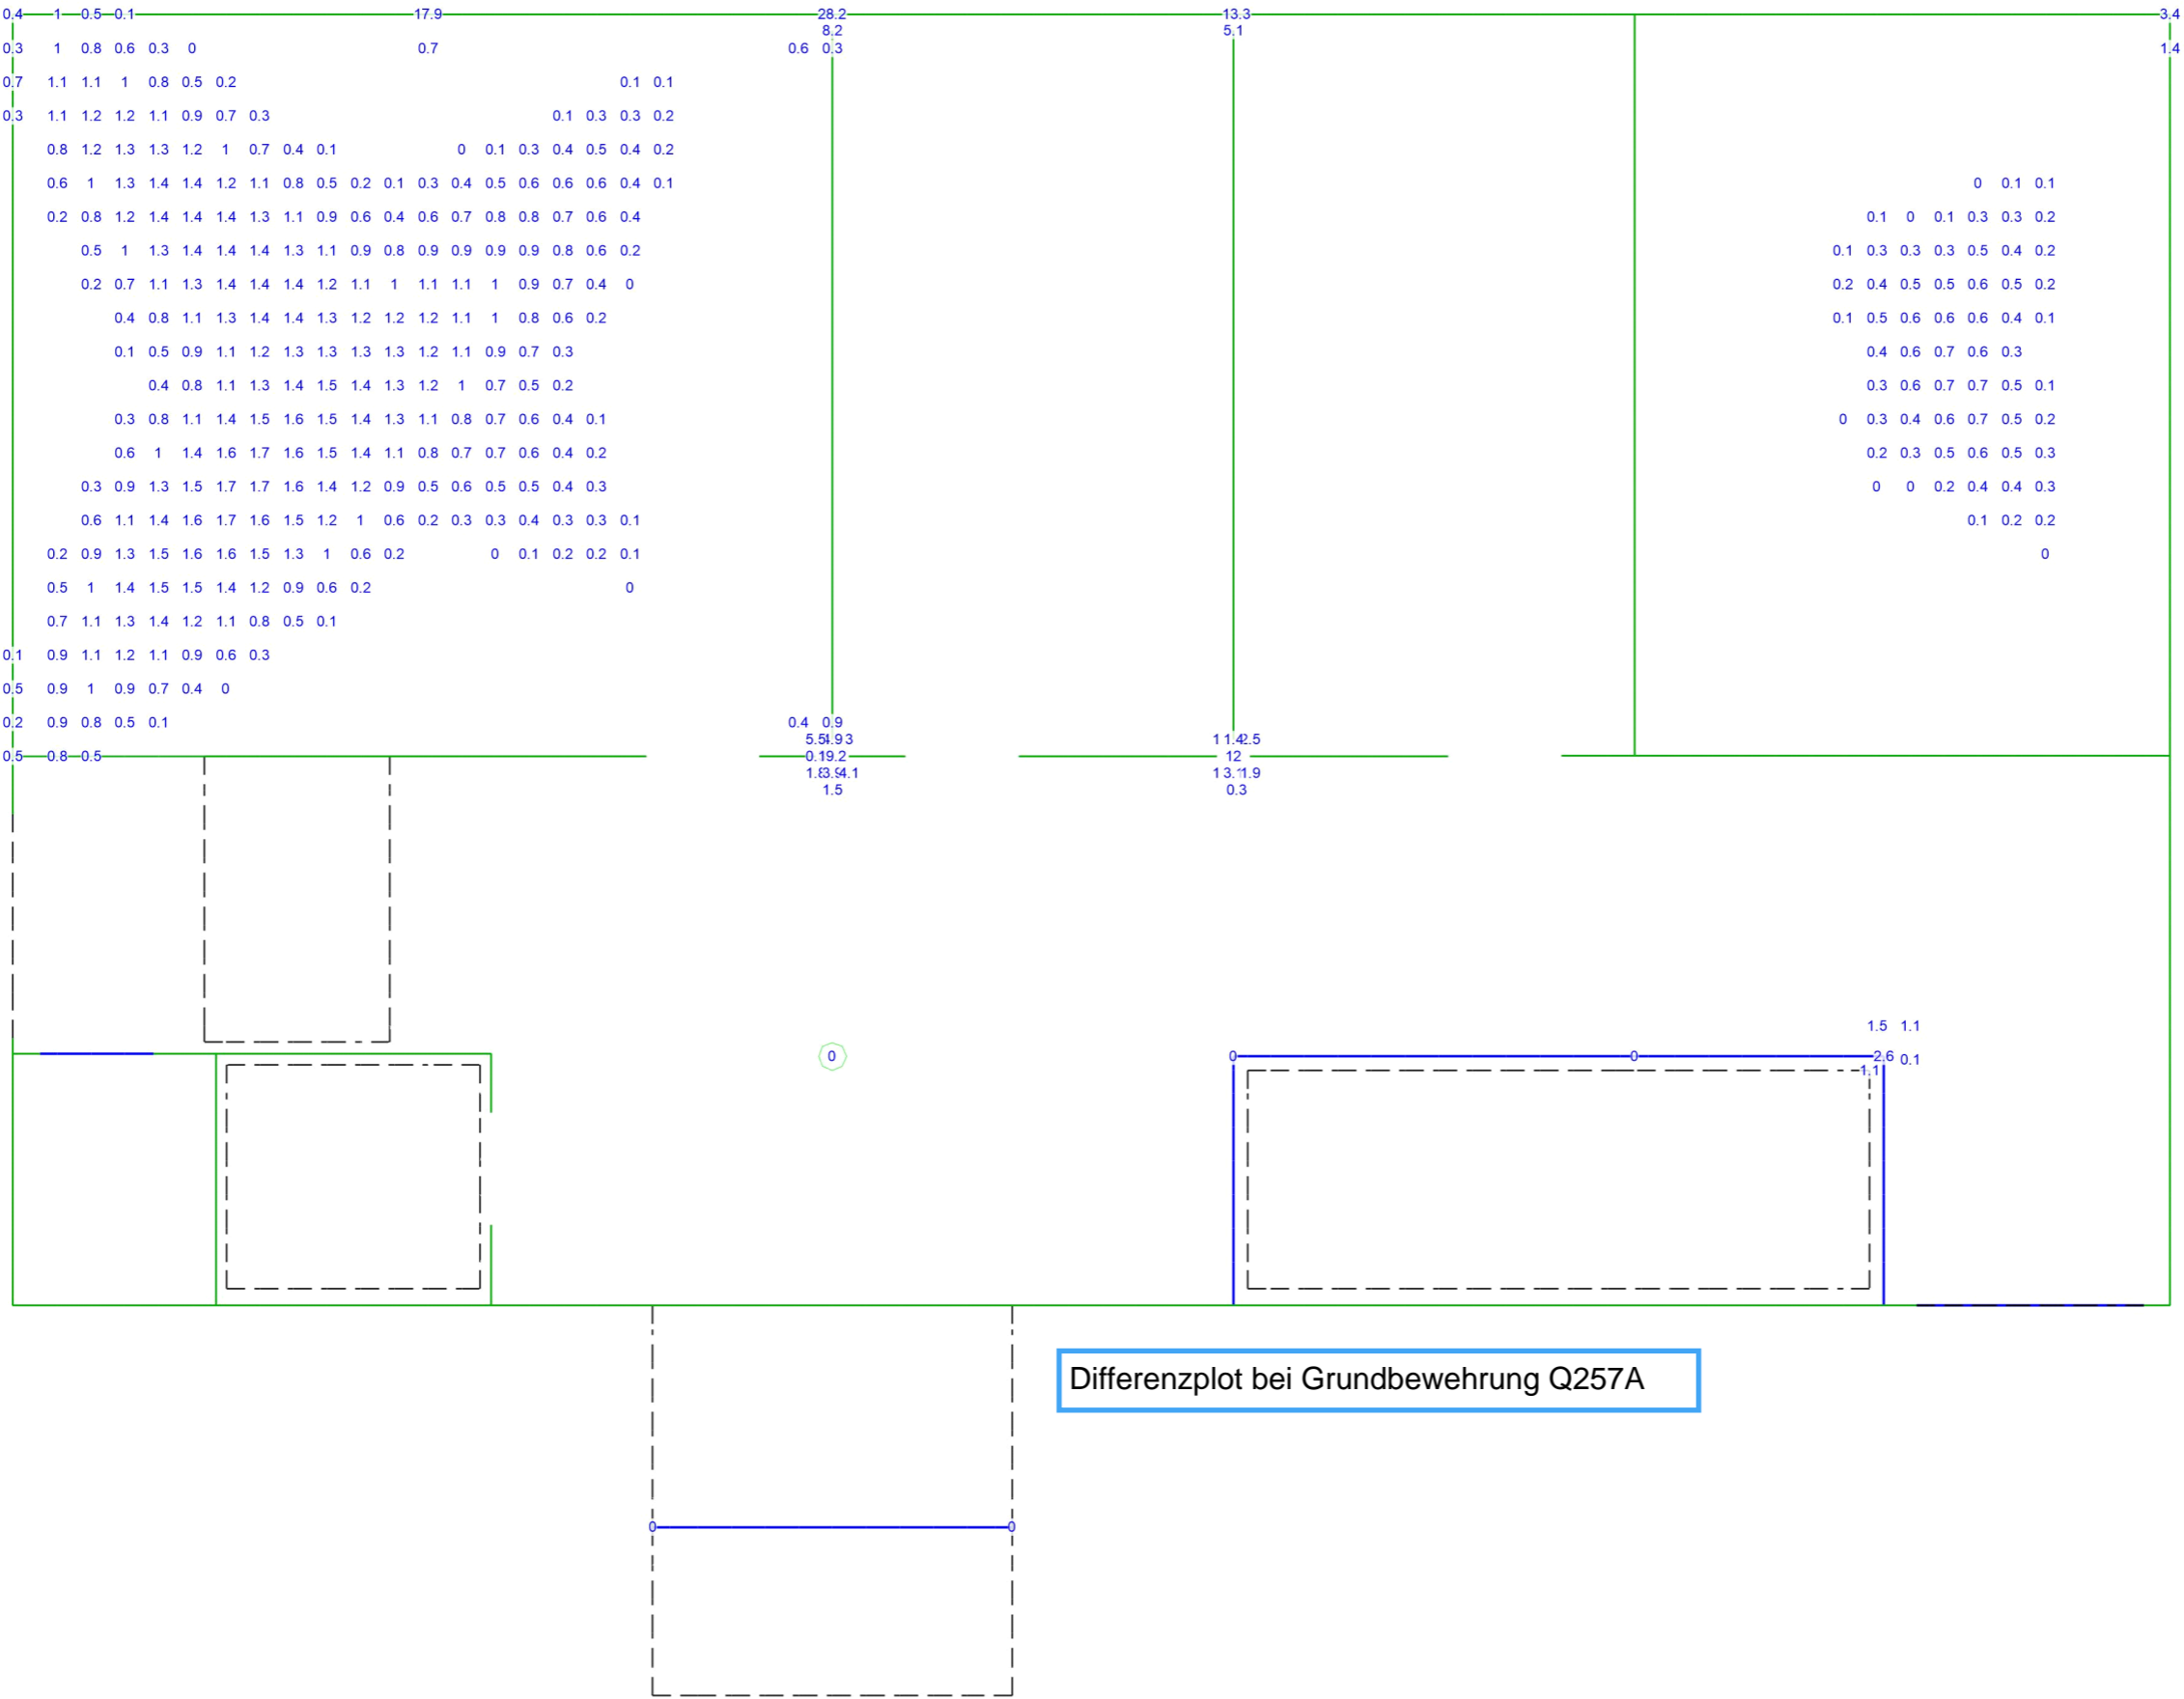 0.4 1 0.5 0.1 17.9 28.2 13.3 3.4
8.2 5.1
0.3 1 0.8 0.6 0.3 0 0.7 0.6 0.3 1.4
0.7 1.1 1.1 1 0.8 0.5 0.2 0.1 0.1
0.3 1.1 1.2 1.2 1.1 0.9 0.7 0.3 0.1 0.3 0.3 0.2
0.8 1.2 1.3 1.3 1.2 1 0.7 0.4 0.1 0 0.1 0.3 0.4 0.5 0.4 0.2
0.6 1 1.3 1.4 1.4 1.2 1.1 0.8 0.5 0.2 0.1 0.3 0.4 0.5 0.6 0.6 0.6 0.4 0.1 0 0.1 0.1
0.2 0.8 1.2 1.4 1.4 1.4 1.3 1.1 0.9 0.6 0.4 0.6 0.7 0.8 0.8 0.7 0.6 0.4 0.1 0 0.1 0.3 0.3 0.2
0.5 1 1.3 1.4 1.4 1.4 1.3 1.1 0.9 0.8 0.9 0.9 0.9 0.9 0.8 0.6 0.2 0.1 0.3 0.3 0.3 0.5 0.4 0.2
0.2 0.7 1.1 1.3 1.4 1.4 1.4 1.2 1.1 1 1.1 1.1 1 0.9 0.7 0.4 0 0.2 0.4 0.5 0.5 0.6 0.5 0.2
0.4 0.8 1.1 1.3 1.4 1.4 1.3 1.2 1.2 1.2 1.1 1 0.8 0.6 0.2 0.1 0.5 0.6 0.6 0.6 0.4 0.1
0.1 0.5 0.9 1.1 1.2 1.3 1.3 1.3 1.3 1.2 1.1 0.9 0.7 0.3 0.4 0.6 0.7 0.6 0.3
0.4 0.8 1.1 1.3 1.4 1.5 1.4 1.3 1.2 1 0.7 0.5 0.2 0.3 0.6 0.7 0.7 0.5 0.1
0.3 0.8 1.1 1.4 1.5 1.6 1.5 1.4 1.3 1.1 0.8 0.7 0.6 0.4 0.1 0 0.3 0.4 0.6 0.7 0.5 0.2
0.6 1 1.4 1.6 1.7 1.6 1.5 1.4 1.1 0.8 0.7 0.7 0.6 0.4 0.2 0.2 0.3 0.5 0.6 0.5 0.3
0.3 0.9 1.3 1.5 1.7 1.7 1.6 1.4 1.2 0.9 0.5 0.6 0.5 0.5 0.4 0.3 0 0 0.2 0.4 0.4 0.3
0.6 1.1 1.4 1.6 1.7 1.6 1.5 1.2 1 0.6 0.2 0.3 0.3 0.4 0.3 0.3 0.1 0.1 0.2 0.2
0.2 0.9 1.3 1.5 1.6 1.6 1.5 1.3 1 0.6 0.2 0 0.1 0.2 0.2 0.1 0
0.5 1 1.4 1.5 1.5 1.4 1.2 0.9 0.6 0.2 0
0.7 1.1 1.3 1.4 1.2 1.1 0.8 0.5 0.1
0.1 0.9 1.1 1.2 1.1 0.9 0.6 0.3
0.5 0.9 1 0.9 0.7 0.4 0
0.2 0.9 0.8 0.5 0.1 0.4 0.9
0.5 0.8 0.5 12
1.5 0.3
1.5 1.1
0 0 0 2.6 0.1
1.1
Differenzplot bei Grundbewehrung Q257A
0 0